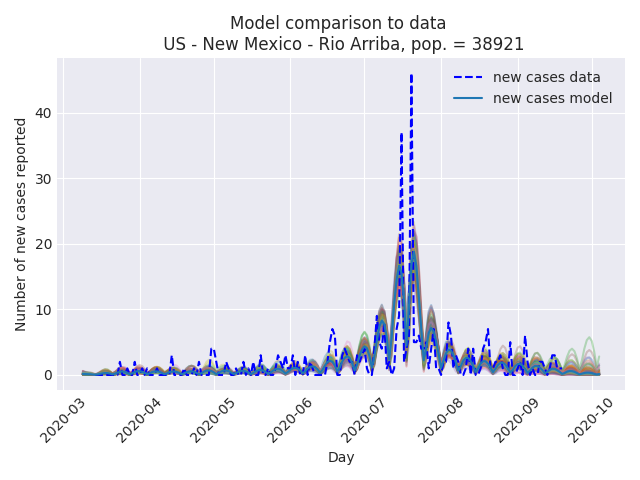 Model comparison to data
US - New Mexico - Rio Arriba, pop. = 38921
new cases data
new cases model
Number of new cases reported
40
30
20
10
0
2020-03
2020-04
2020-05
2020-06
2020-07
2020-08
2020-09
2020-10
Day